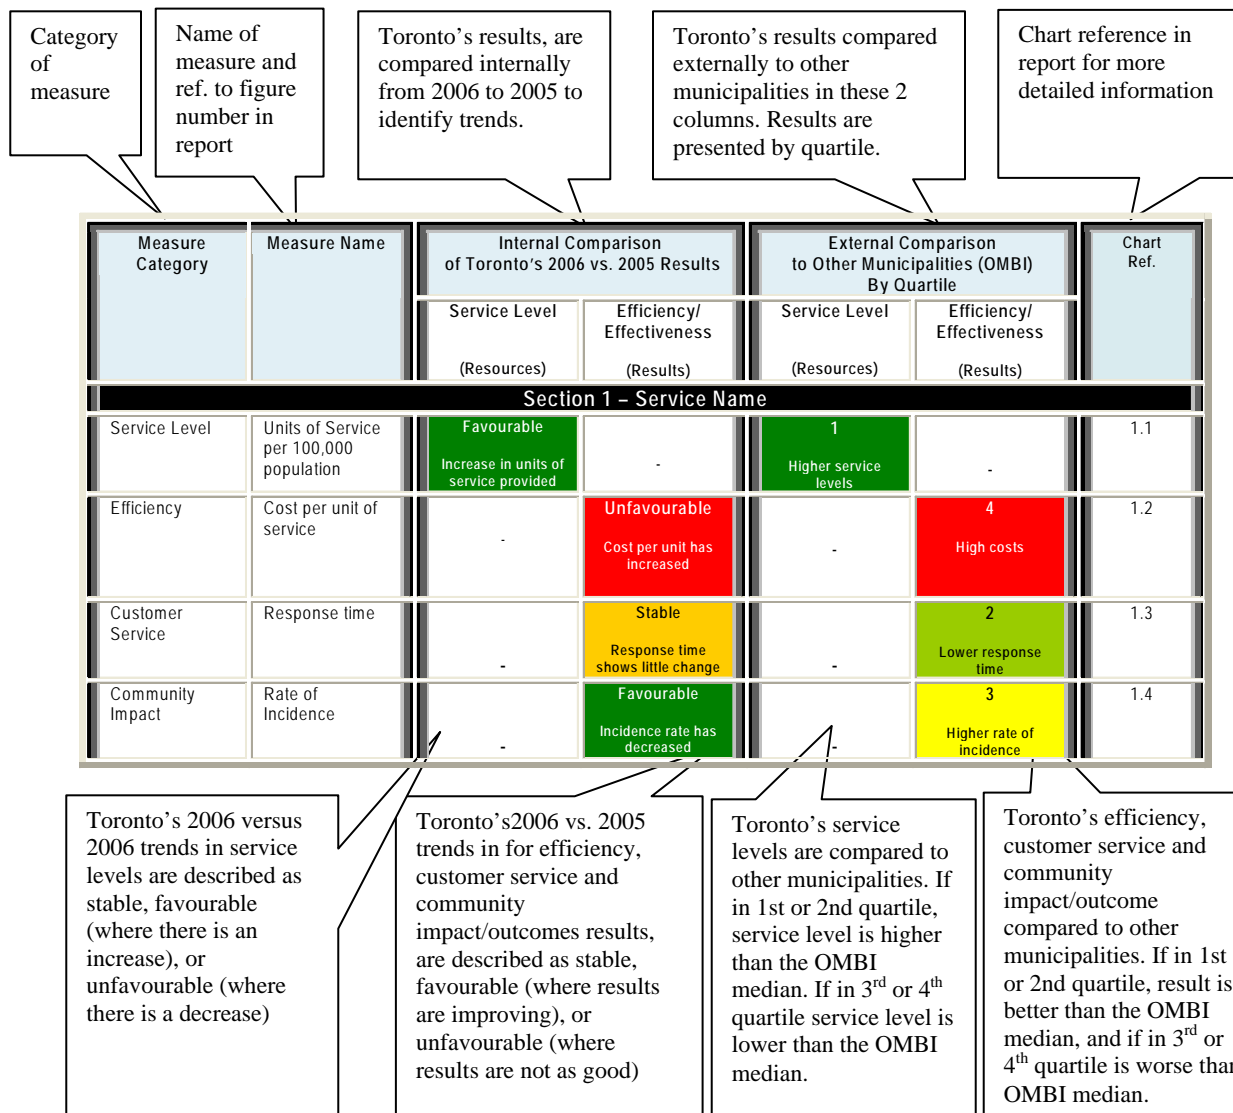 Category
of
measure
Name of
measure and
ref. to figure
number in
report
Toronto’s results, are
compared internally
from 2006 to 2005 to
identify trends.
Toronto’s results compared
externally to other
municipalities in these 2
columns. Results are
presented by quartile.
Chart reference in
report for more
detailed information
Measure
Category
Measure Name
Internal Comparison
of Toronto’s 2006 vs. 2005 Results
External Comparison
to Other Municipalities (OMBI)
By Quartile
Chart
Ref.
Service Level
(Resources)
Efficiency/
Effectiveness
(Results)
Service Level
(Resources)
Efficiency/
Effectiveness
(Results)
Section 1 – Service Name
Service Level
Units of Service
per 100,000
population
Favourable
Increase in units of
service provided
-
1
Higher service
levels
-
1.1
Efficiency
Cost per unit of
service
-
Unfavourable
Cost per unit has
increased
-
4
High costs
1.2
Customer
Service
Response time
-
Stable
Response time
shows little change
-
2
Lower response
time
1.3
Community
Impact
Rate of
Incidence
-
Favourable
Incidence rate has
decreased
-
3
Higher rate of
incidence
1.4
Toronto’s 2006 versus
2006 trends in service
levels are described as
stable, favourable
(where there is an
increase), or
unfavourable (where
there is a decrease)
Toronto’s2006 vs. 2005
trends in for efficiency,
customer service and
community
impact/outcomes results,
are described as stable,
favourable (where results
are improving), or
unfavourable (where
results are not as good)
Toronto’s service
levels are compared to
other municipalities. If
in 1st or 2nd quartile,
service level is higher
than the OMBI
median. If in 3rd or 4th
quartile service level is
lower than the OMBI
median.
Toronto’s efficiency,
customer service and
community
impact/outcome
compared to other
municipalities. If in 1st
or 2nd quartile, result is
better than the OMBI
median, and if in 3rd or
4th quartile is worse than
OMBI median.